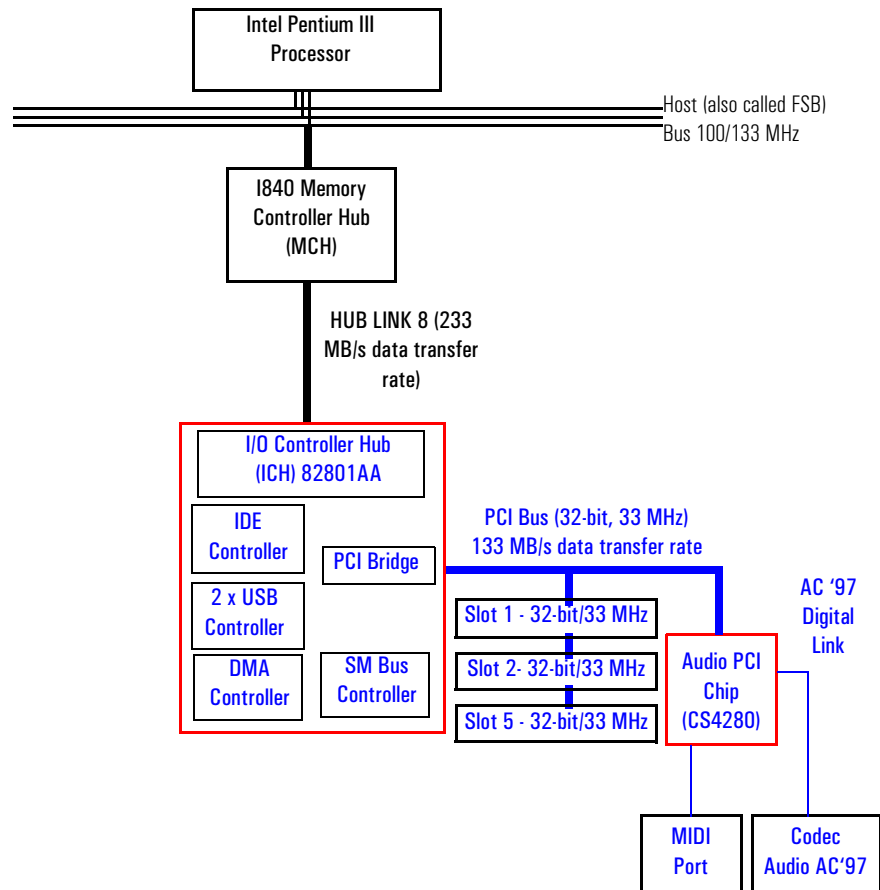 Intel Pentium III
Processor
Host (also called FSB)
Bus 100/133 MHz
I840 Memory
Controller Hub
(MCH)
HUB LINK 8 (233
MB/s data transfer
rate)
I/O Controller Hub
(ICH) 82801AA
IDE
Controller
PCI Bridge
2 x USB
Controller
DMA
Controller
SM Bus
Controller
PCI Bus (32-bit, 33 MHz)
133 MB/s data transfer rate
Slot 1 - 32-bit/33 MHz
Slot 2- 32-bit/33 MHz
Slot 5 - 32-bit/33 MHz
AC ‘97
Digital
Link
Audio PCI
Chip
(CS4280)
MIDI
Port
Codec
Audio AC‘97